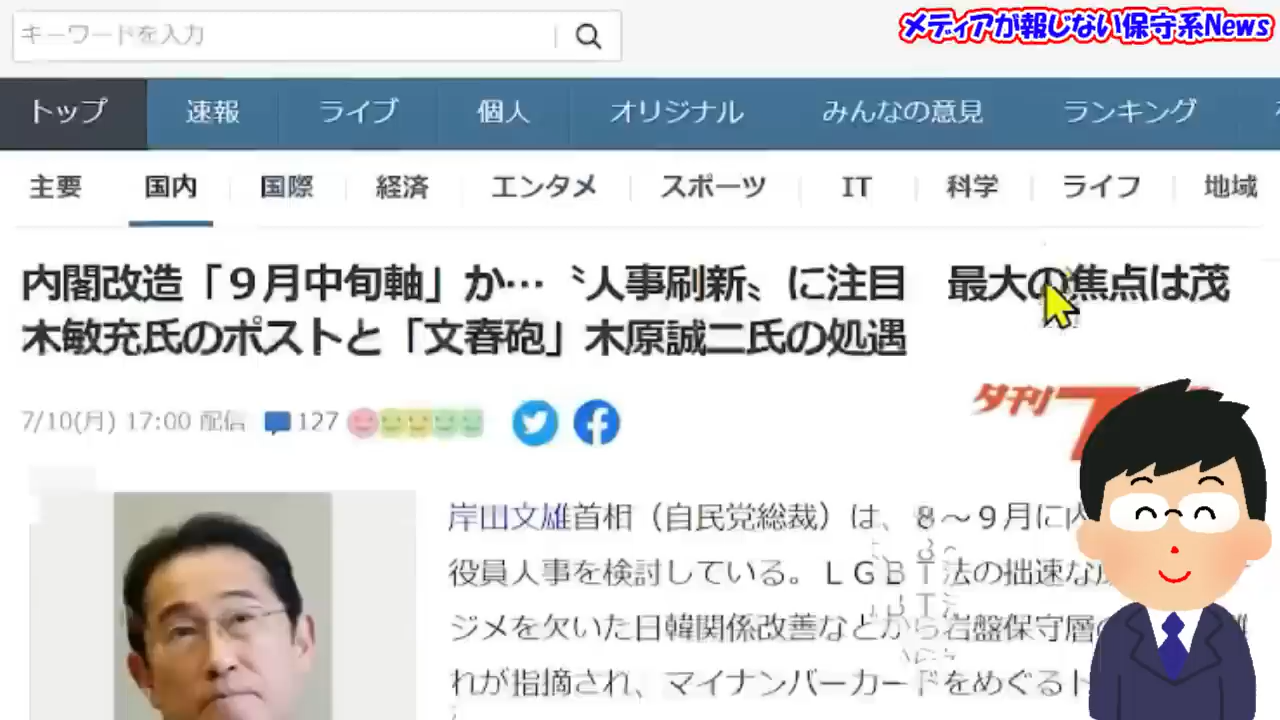 キーワードを入力
メディアが報じない保守系News
トップ 速報 ライブ 個人 オリジナル みんなの意見 ランキング
主要 国内 国際 経済 エンタメ スポーツ IT 科学 ライフ 地域
内閣改造「９月中旬軸」か…〝人事刷新〟に注目　最大の焦点は茂
木敏充氏のポストと「文春砲」木原誠二氏の処遇
7/10(月) 17:00 配信 127
夕刊
岸田文雄首相（自民党総裁）は、8～９月に内
役員人事を検討している。ＬＧＢＴ法の拙速な
ジメを欠いた日韓関係改善などから岩盤保守層の
れが指摘され、マイナンバーカードをめぐるト